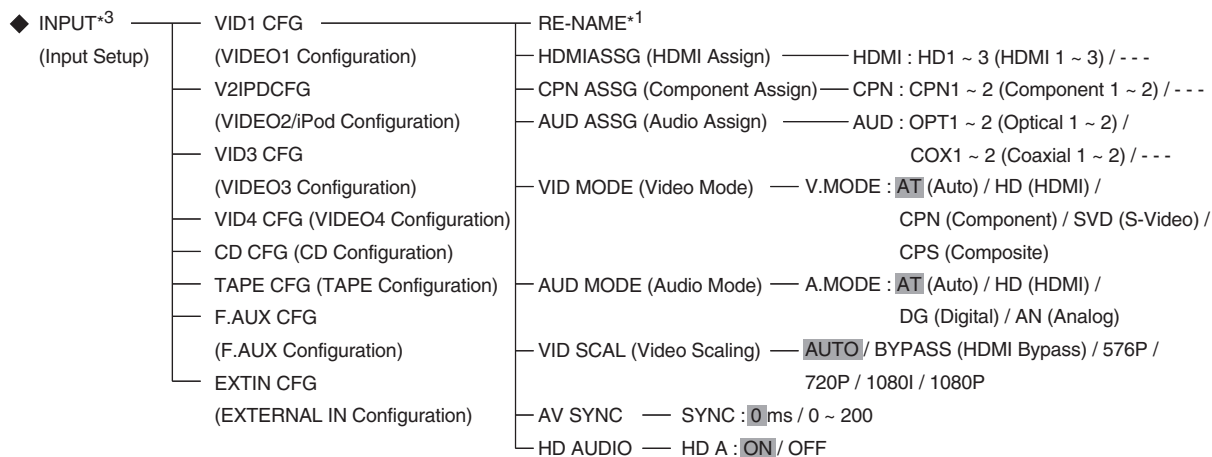 ◆ INPUT*3 VID1 CFG RE-NAME*1
(Input Setup) (VIDEO1 Configuration) HDMIASSG (HDMI Assign) HDMI : HD1 ~ 3 (HDMI 1 ~ 3) / - - -
V2IPDCFG CPN ASSG (Component Assign) CPN : CPN1 ~ 2 (Component 1 ~ 2) / - - -
(VIDEO2/iPod Configuration) AUD ASSG (Audio Assign) AUD : OPT1 ~ 2 (Optical 1 ~ 2) /
VID3 CFG COX1 ~ 2 (Coaxial 1 ~ 2) / - - -
(VIDEO3 Configuration) VID MODE (Video Mode) V.MODE : AT (Auto) / HD (HDMI) /
VID4 CFG (VIDEO4 Configuration) CPN (Component) / SVD (S-Video) /
CD CFG (CD Configuration) CPS (Composite)
TAPE CFG (TAPE Configuration) AUD MODE (Audio Mode) A.MODE : AT (Auto) / HD (HDMI) /
F.AUX CFG DG (Digital) / AN (Analog)
(F.AUX Configuration) VID SCAL (Video Scaling) AUTO / BYPASS (HDMI Bypass) / 576P /
EXTIN CFG 720P / 1080I / 1080P
(EXTERNAL IN Configuration) AV SYNC SYNC : 0 ms / 0 ~ 200
HD AUDIO HD A : ON / OFF